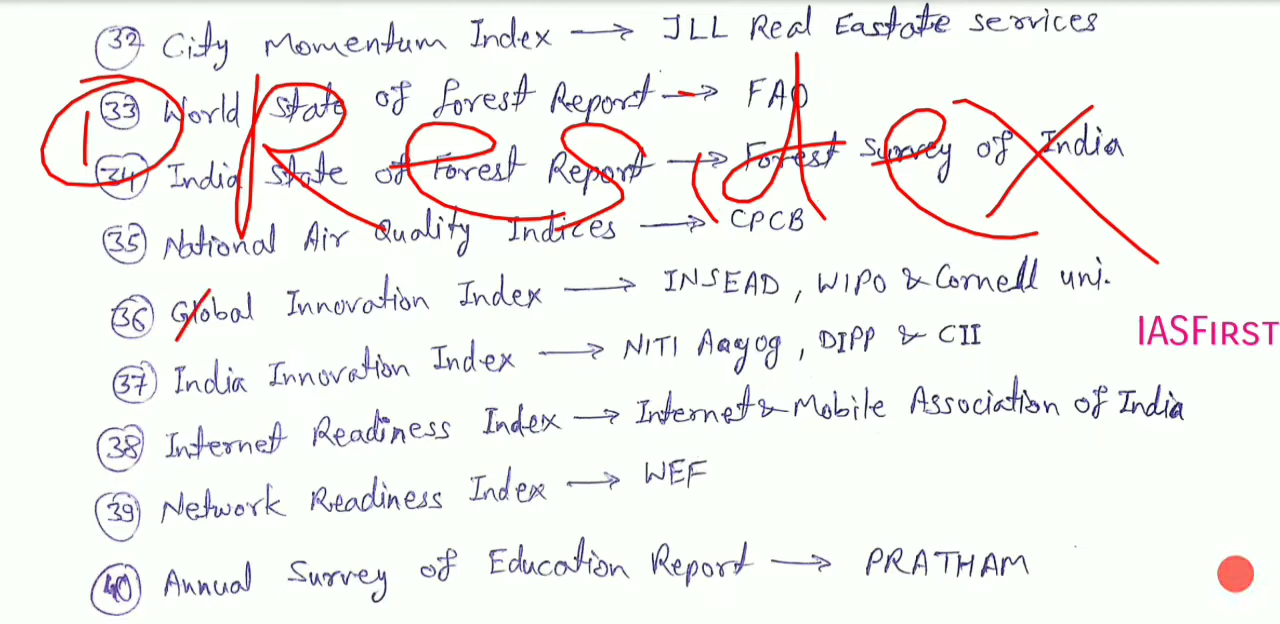 32 City Momentum Index → JLL Real Eastate services
33 World State of forest Report → FAO
34 India State of Forest Report → Forest Survey of India
35 National Air Quality Indices → CPCB
36 Global Innovation Index → INSEAD, WIPO & Cornell uni.
IASFIRST
37 India Innovation Index → NITI Aayog, DIPP & CII
38 Internet Readiness Index → Internet & Mobile Association of India
39 Network Readiness Index → WEF
40 Annual Survey of Education Report → PRATHAM